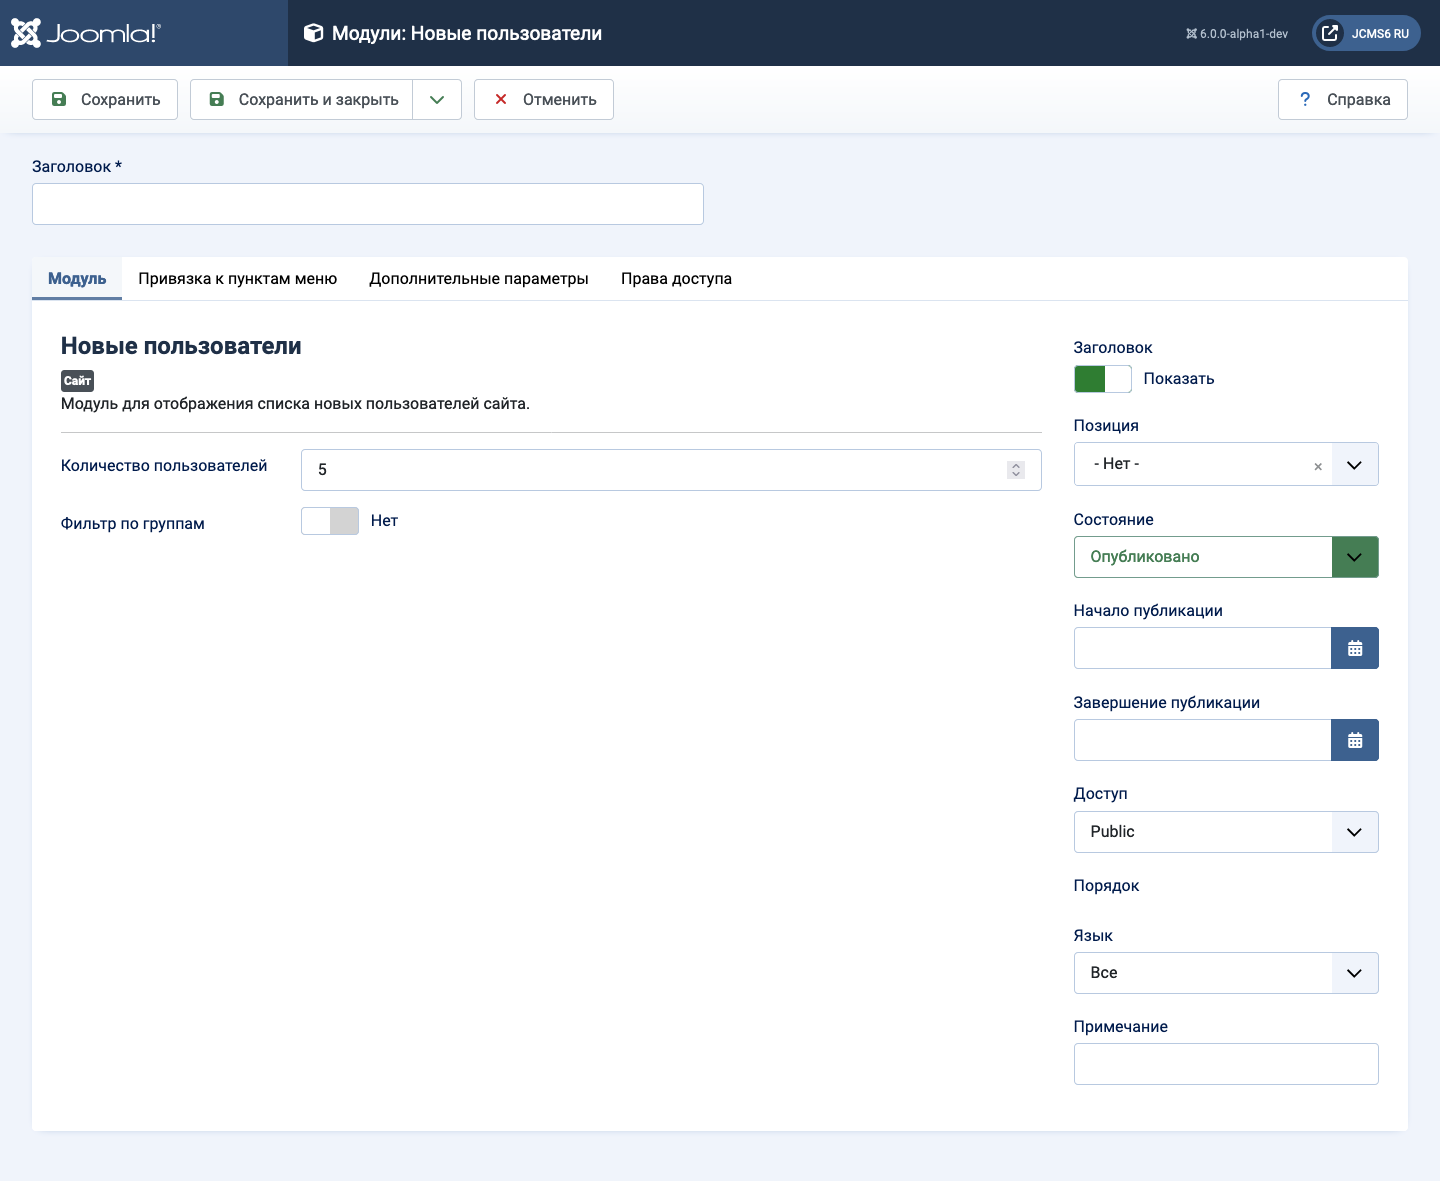 Joomla!®
Модули: Новые пользователи
6.0.0-alpha1-dev
JCMS6 RU
Сохранить
Сохранить и закрыть
Отменить
? Справка
Заголовок *
Модуль
Привязка к пунктам меню
Дополнительные параметры
Права доступа
Новые пользователи
Сайт
Модуль для отображения списка новых пользователей сайта.
Количество пользователей
5
Фильтр по группам
Нет
Заголовок
Показать
Позиция
- Нет -
×
Состояние
Опубликовано
Начало публикации
Завершение публикации
Доступ
Public
Порядок
Язык
Все
Примечание